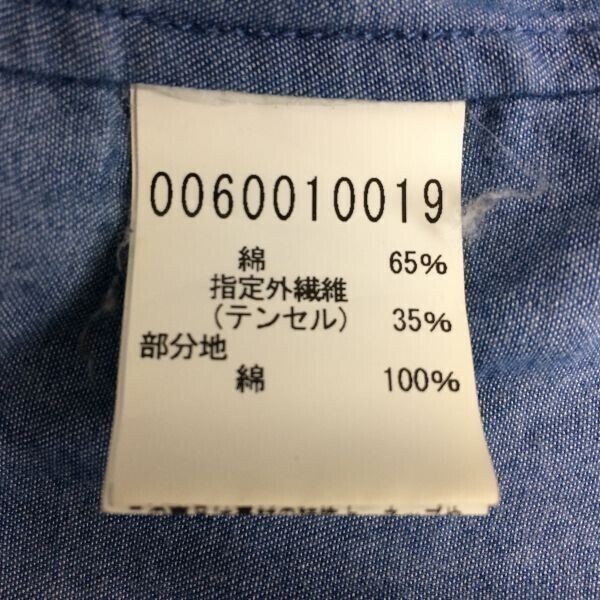 0060010019
綿 65%
指定外繊維
(テンセル) 35%
部分地
綿 100%